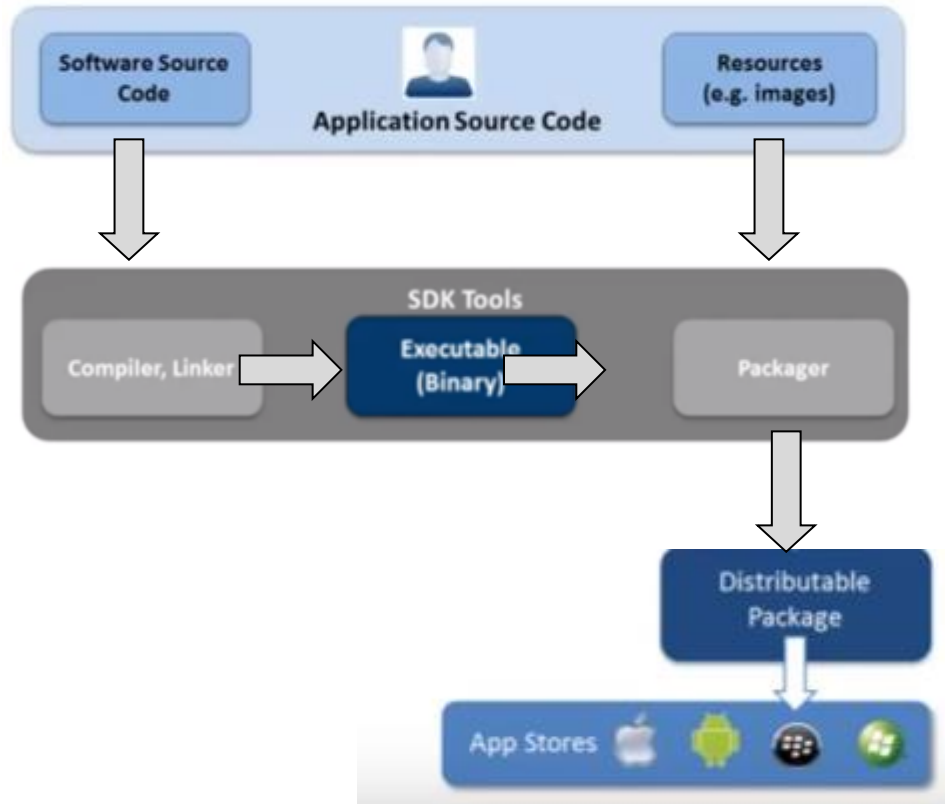 Software Source
Code
Application Source Code
Resources
(e.g. images)
SDK Tools
Compiler, Linker
Executable
(Binary)
Packager
Distributable
Package
App Stores